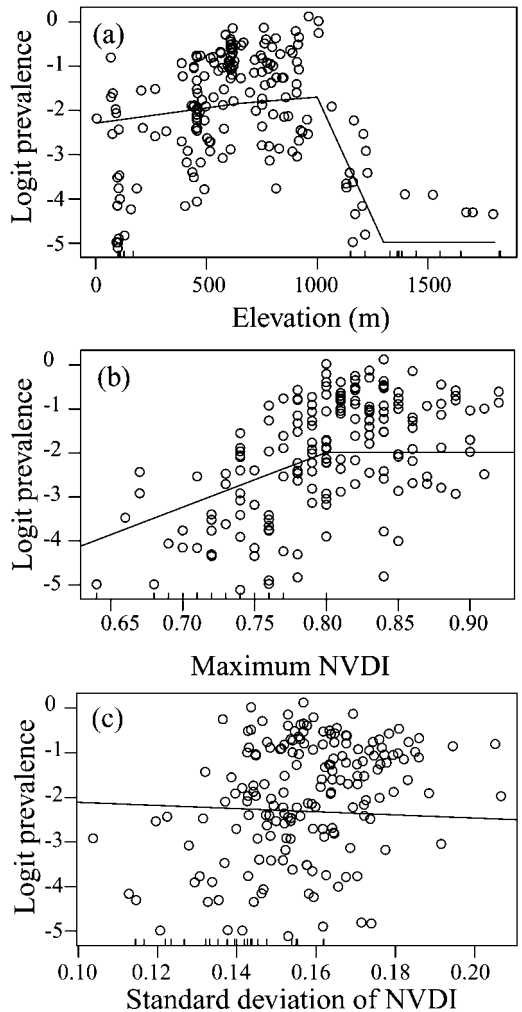 (a)
Logit prevalence
0
-1
-2
-3
-4
-5
0 500 1000 1500
Elevation (m)
(b)
Logit prevalence
0
-1
-2
-3
-4
-5
0.65 0.70 0.75 0.80 0.85 0.90
Maximum NVDI
(c)
Logit prevalence
0
-1
-2
-3
-4
-5
0.10 0.12 0.14 0.16 0.18 0.20
Standard deviation of NVDI